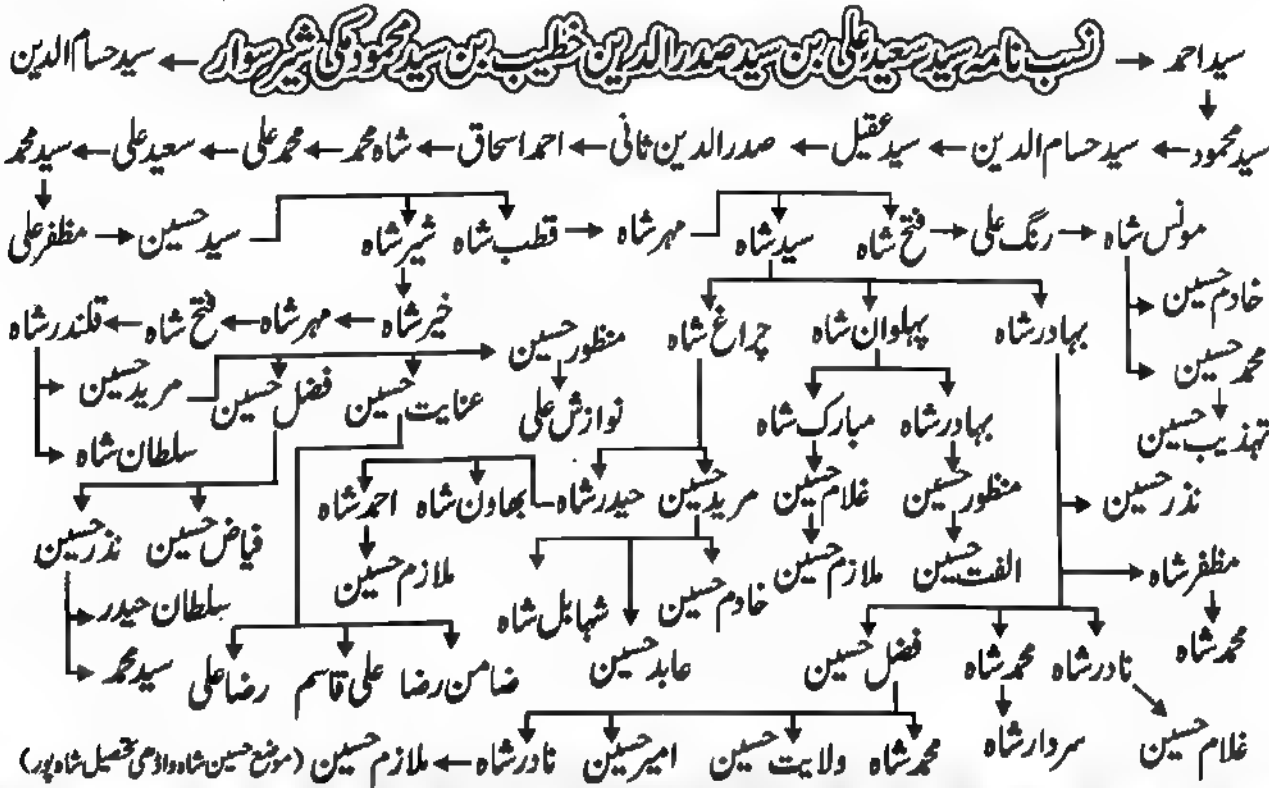 سید احمد → نسب نامہ سید سعید علی بن سید صدر الدین خطیب بن سید محمود مکی شیر سوار ← سید حسام الدین
سید محمود ← سید حسام الدین ← سید عقیل ← صدر الدین ثانی ← احمد اسحاق ← شاہ محمد ← محمد علی ← سعید علی ← سید محمد
مونس شاہ ← رنگ علی ← فتح شاہ سید شاہ مہر شاہ ← قطب شاہ شیر شاہ سید حسین ← مظفر علی
خادم حسین
بہادر شاہ پہلوان شاہ چراغ شاہ خیر شاہ ← مہر شاہ ← فتح شاہ ← قلندر شاہ
محمد حسین منظور حسین عنایت حسین فضل حسین مرید حسین
تہذیب حسین بہادر شاہ مبارک شاہ نوازش علی سلطان شاہ
نذر حسین منظور حسین غلام حسین مرید حسین حیدر شاہ بھاون شاہ احمد شاہ فیاض حسین نذر حسین
مظفر شاہ الفت حسین ملازم حسین خادم حسین شہابل شاہ ملازم حسین سلطان حیدر
محمد شاہ نادر شاہ محمد شاہ فضل حسین عابد حسین ضامن رضا علی قاسم رضا علی سید محمد
غلام حسین سردار شاہ محمد شاہ ولایت حسین امیر حسین نادر شاہ ← ملازم حسین (موضع حسین شاہ واڈھی تحصیل شاہ پور)